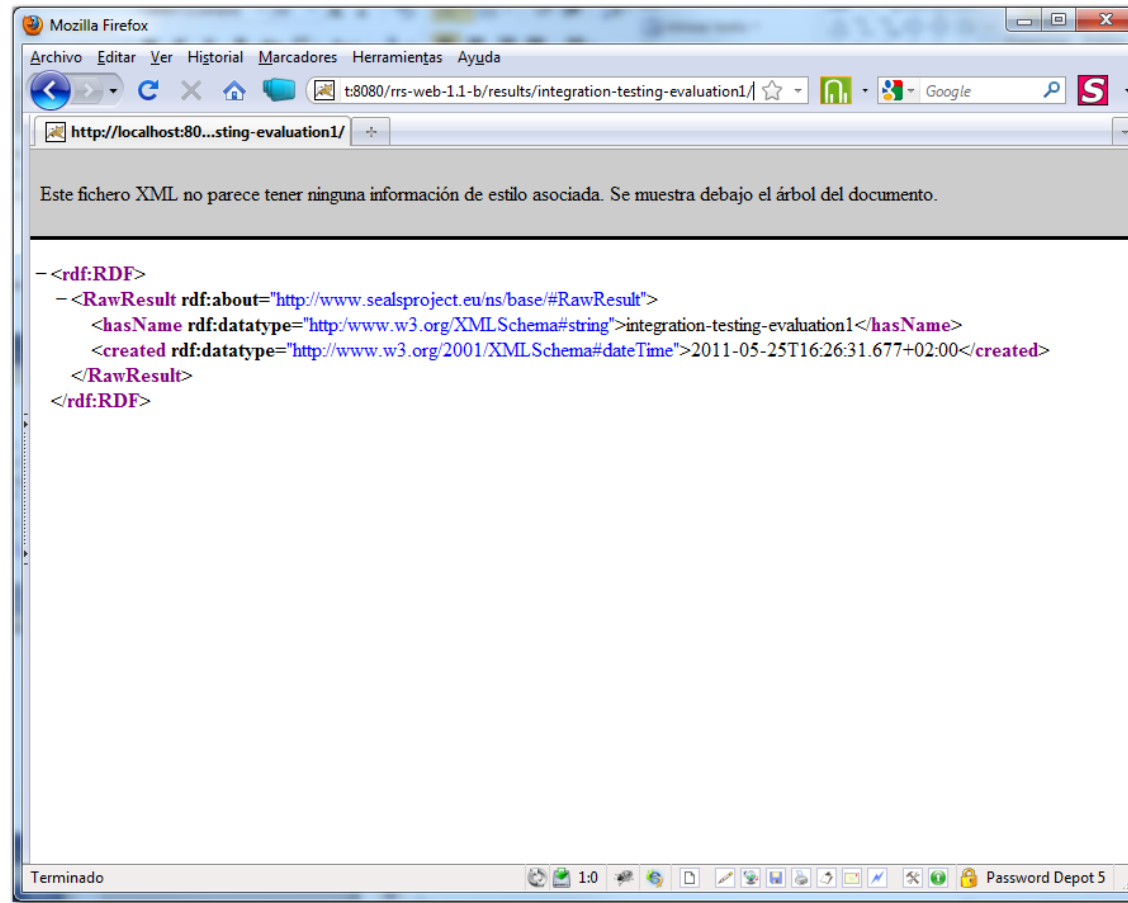 Mozilla Firefox
Archivo Editar Ver Historial Marcadores Herramientas Ayuda
t:8080/rrs-web-1.1-b/results/integration-testing-evaluation1/ Google S
http://localhost:80...sting-evaluation1/
Este fichero XML no parece tener ninguna información de estilo asociada. Se muestra debajo el árbol del documento.
−<rdf:RDF>
−<RawResult rdf:about="http://www.sealsproject.eu/ns/base/#RawResult">
<hasName rdf:datatype="http:/www.w3.org/XMLSchema#string">integration-testing-evaluation1</hasName>
<created rdf:datatype="http://www.w3.org/2001/XMLSchema#dateTime">2011-05-25T16:26:31.677+02:00</created>
</RawResult>
</rdf:RDF>
Terminado 1:0 Password Depot 5